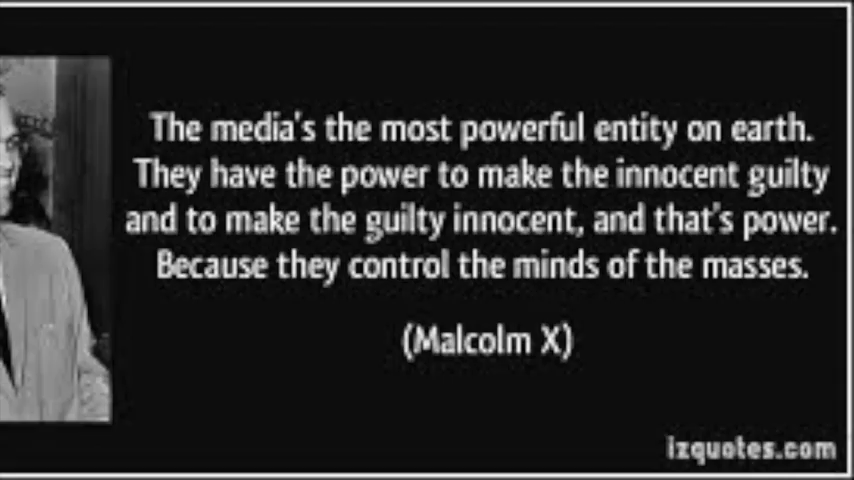 The media's the most powerful entity on earth.
They have the power to make the innocent guilty
and to make the guilty innocent, and that's power.
Because they control the minds of the masses.
(Malcolm X)
izquotes.com